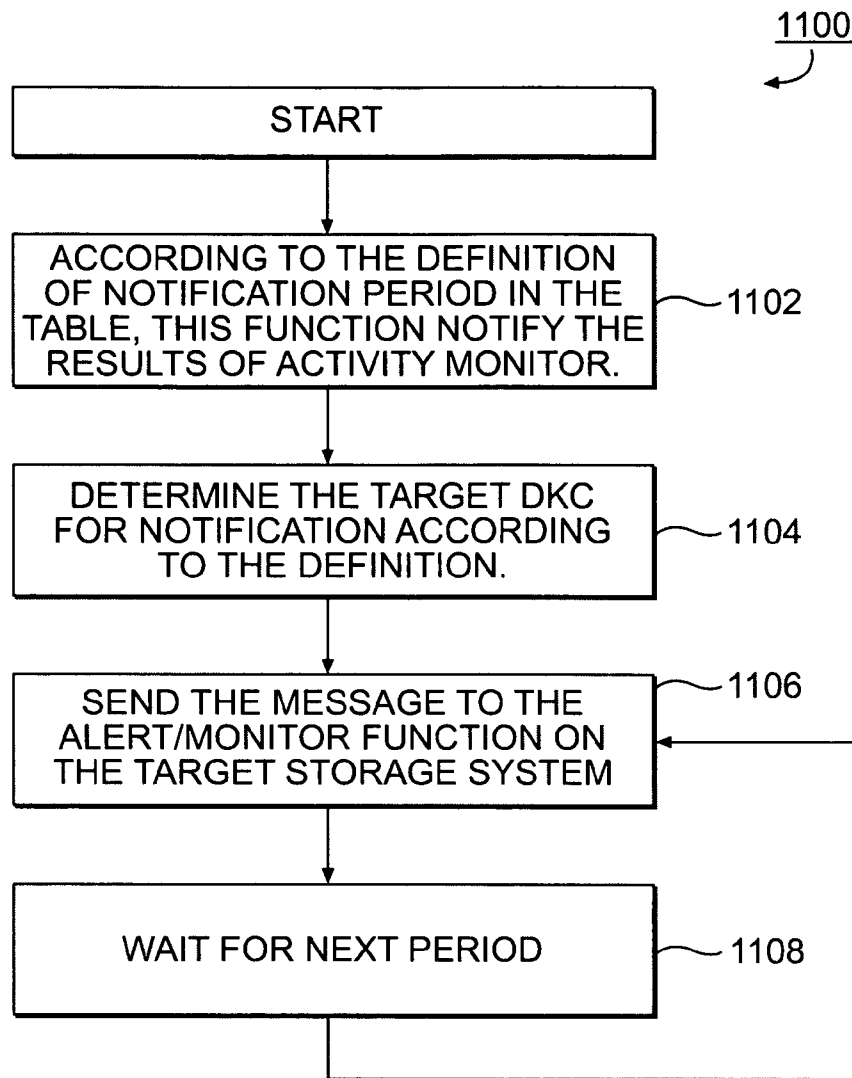 1100
START
ACCORDING TO THE DEFINITION
OF NOTIFICATION PERIOD IN THE
TABLE, THIS FUNCTION NOTIFY THE
RESULTS OF ACTIVITY MONITOR.
1102
DETERMINE THE TARGET DKC
FOR NOTIFICATION ACCORDING
TO THE DEFINITION.
1104
SEND THE MESSAGE TO THE
ALERT/MONITOR FUNCTION ON
THE TARGET STORAGE SYSTEM
1106
WAIT FOR NEXT PERIOD
1108